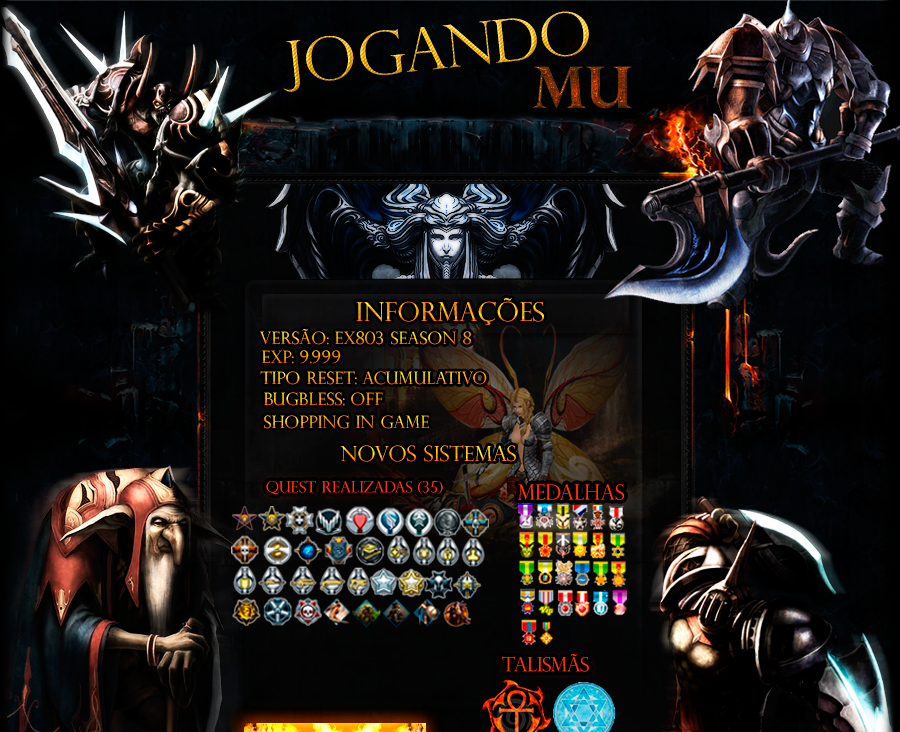 JOGANDO
MU
INFORMAÇÕES
VERSÃO: EX803 SEASON 8
EXP: 9.999
TIPO RESET: ACUMULATIVO
BUGBLESS: OFF
SHOPPING IN GAME
NOVOS SISTEMAS
QUEST REALIZADAS (35)
MEDALHAS
TALISMÃS